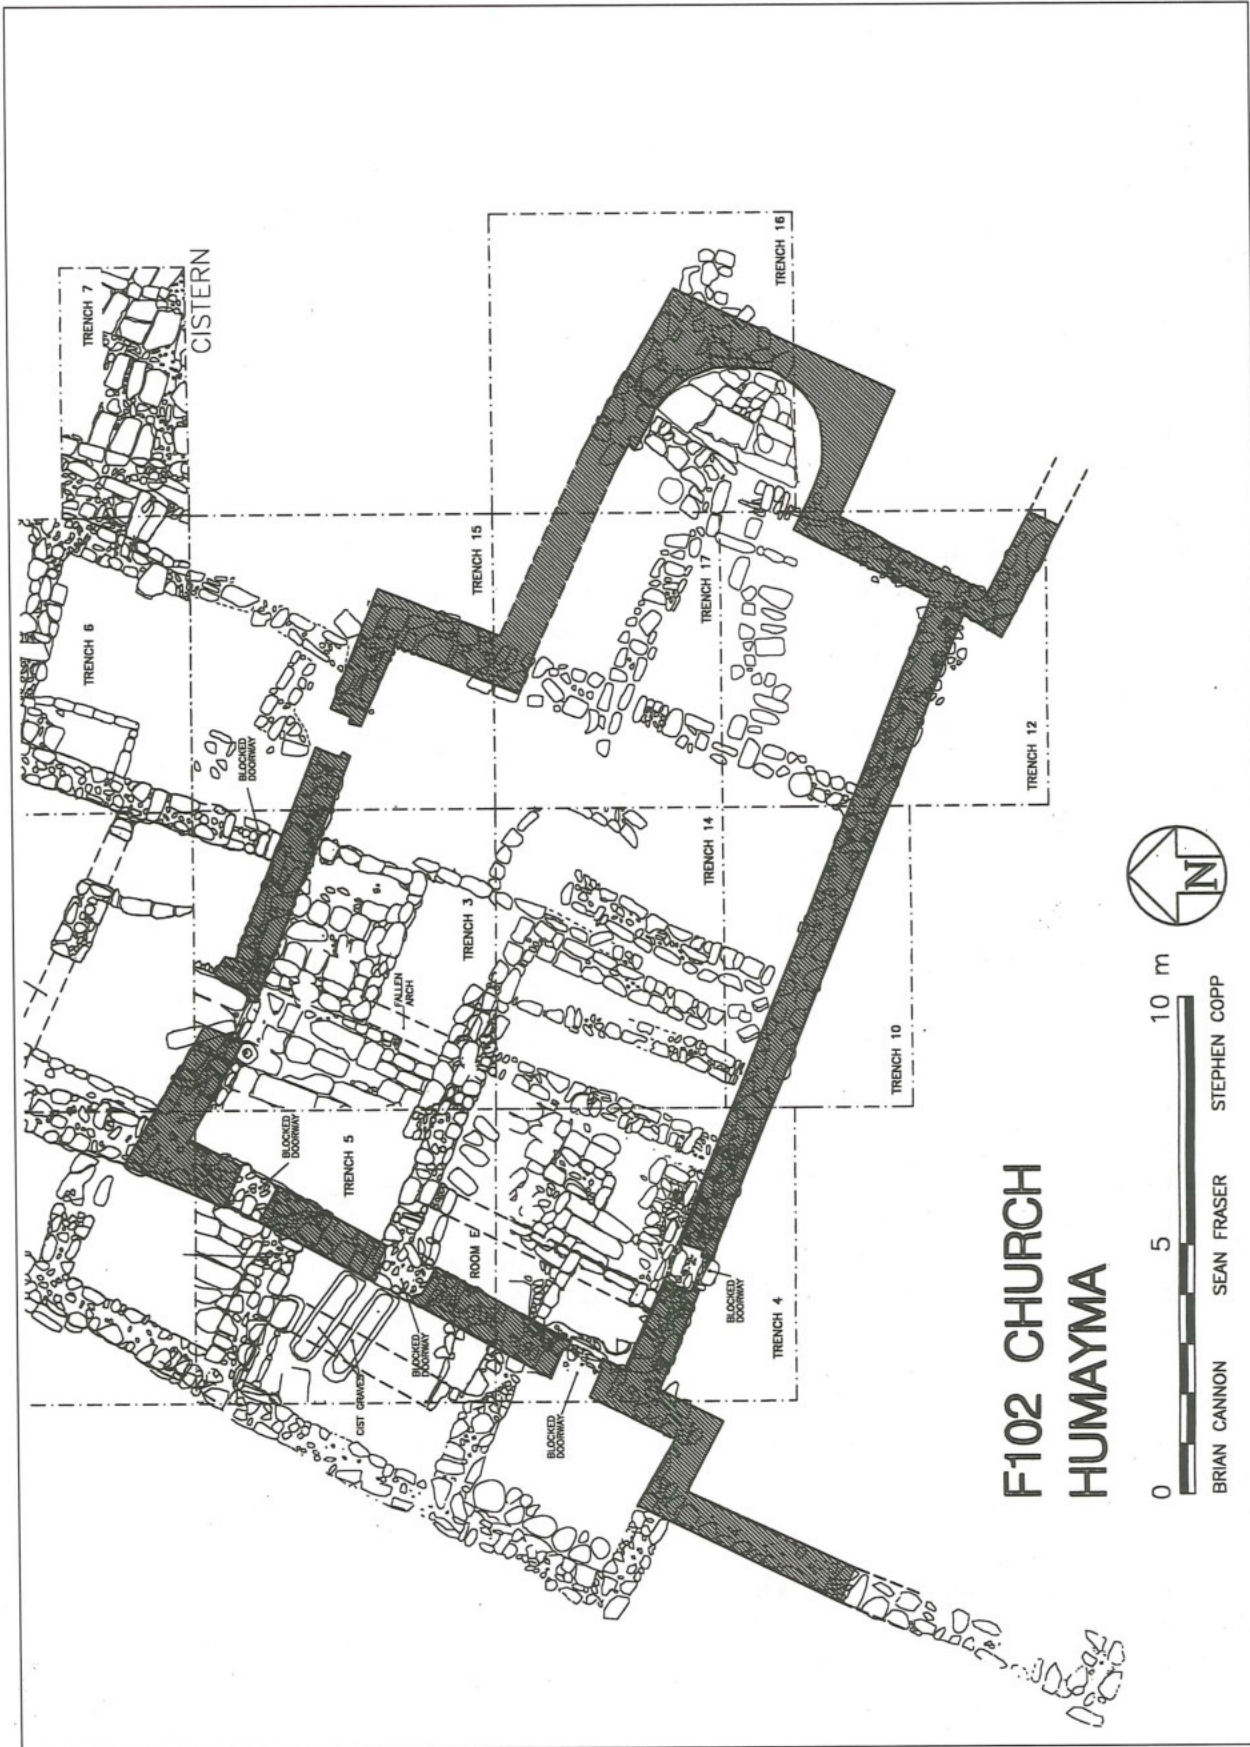 TRENCH 7
CISTERN
TRENCH 6
BLOCKED
DOORWAY
TRENCH 15
TRENCH 16
TRENCH 17
TRENCH 12
TRENCH 14
TRENCH 3
FALLEN
ARCH
TRENCH 10
BLOCKED
DOORWAY
TRENCH 5
ROOM E
BLOCKED
DOORWAY
CIST GRAVES
BLOCKED
DOORWAY
BLOCKED
DOORWAY
TRENCH 4
F102 CHURCH
HUMAYMA
N
0 5 10 m
BRIAN CANNON SEAN FRASER STEPHEN COPP